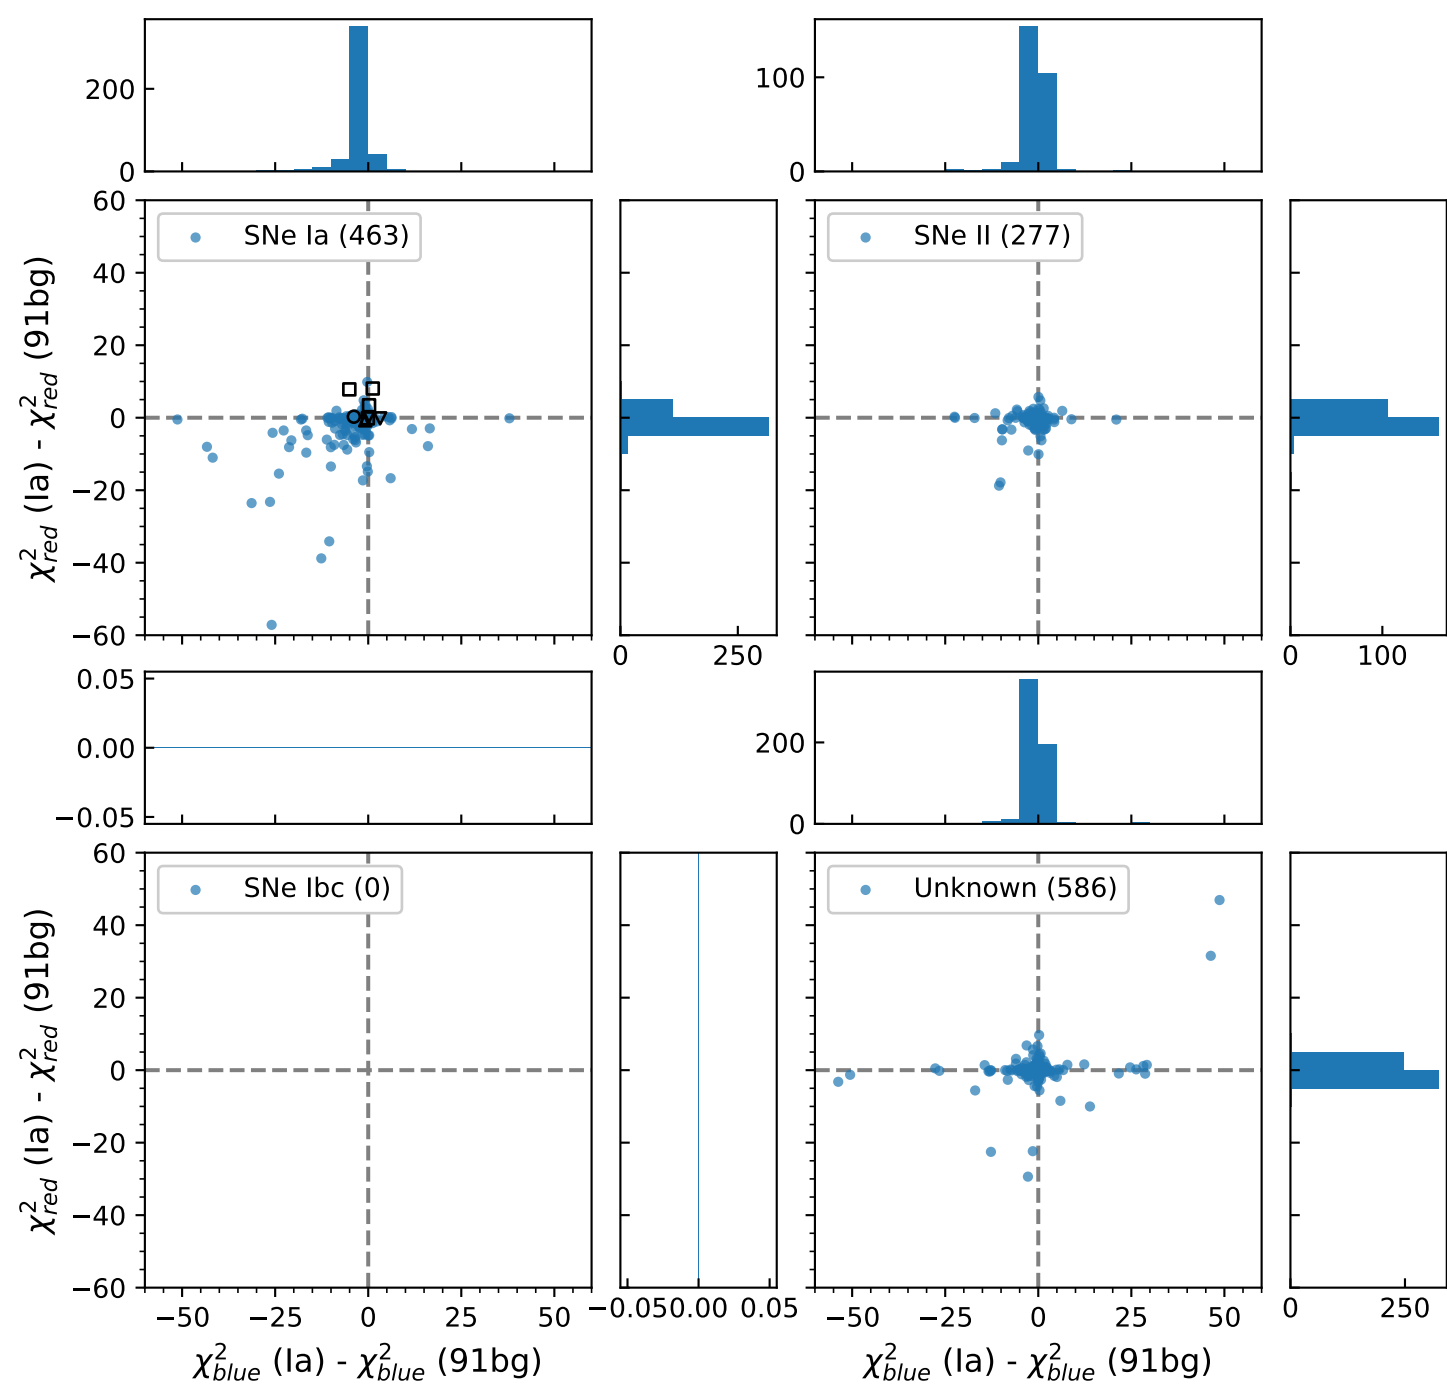 200
0
100
0
60
40
20
0
−20
−40
−60
χ²red (Ia) - χ²red (91bg)
SNe Ia (463)
0 250
SNe II (277)
0 100
0.05
0.00
−0.05
200
0
60
40
20
0
−20
−40
−60
χ²red (Ia) - χ²red (91bg)
SNe Ibc (0)
−50 −25 0 25 50
χ²blue (Ia) - χ²blue (91bg)
−0.05 0.00 0.05
Unknown (586)
−50 −25 0 25 50
χ²blue (Ia) - χ²blue (91bg)
0 250